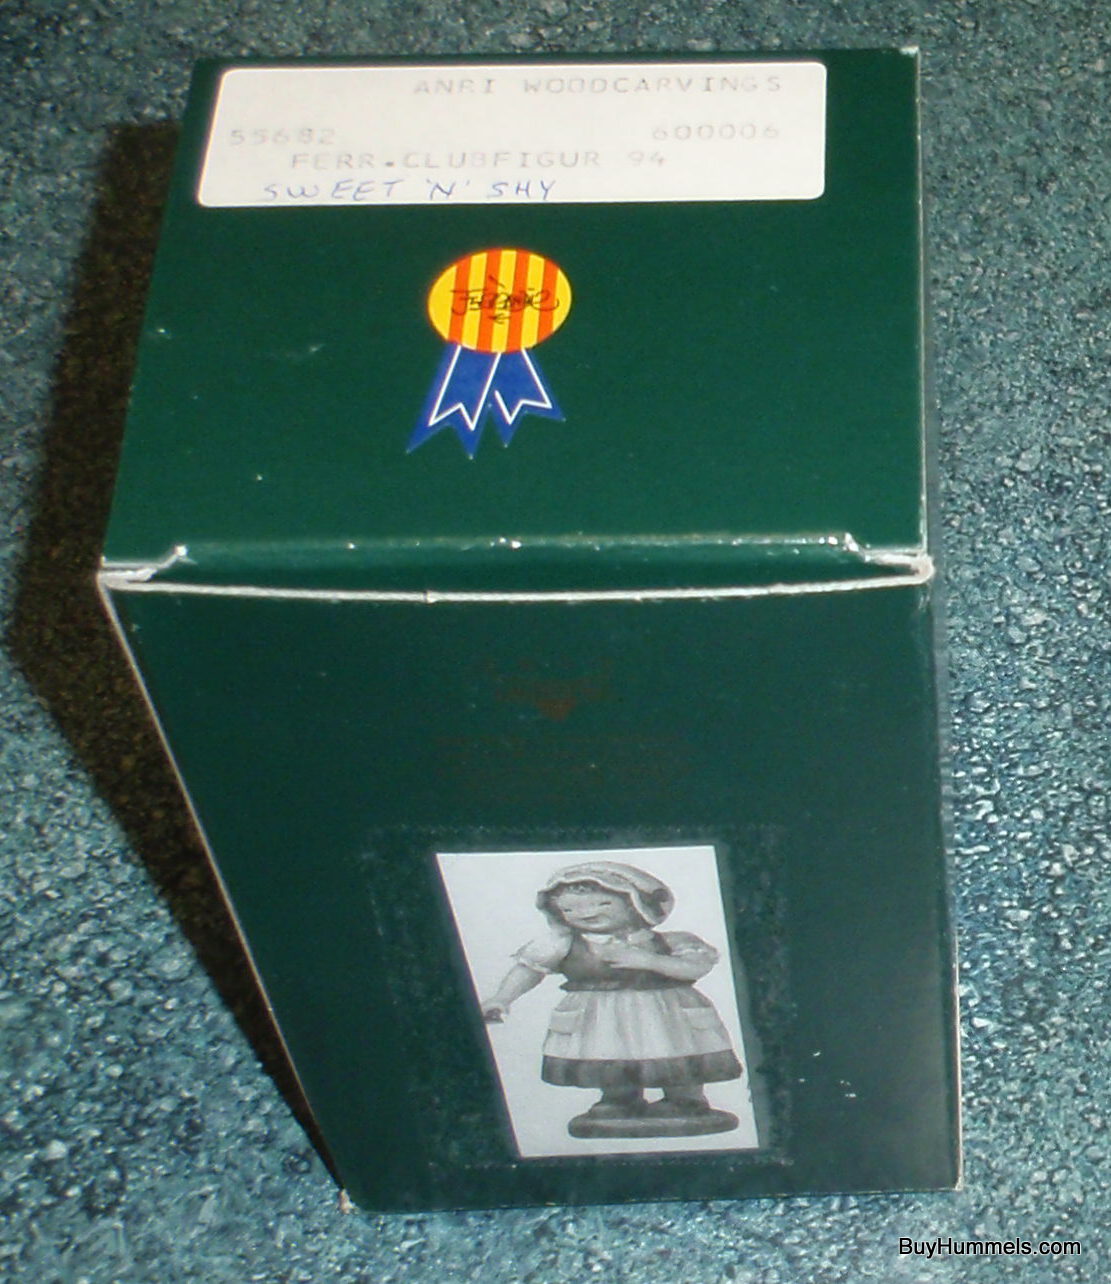 ANRI WOODCARVINGS
55682 600006
FERR.CLUBFIGUR 94
SWEET 'N' SHY
BuyHummels.com